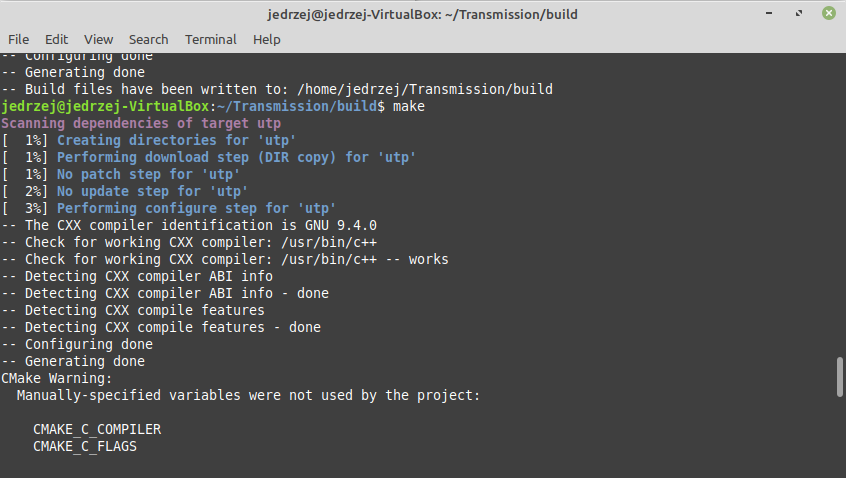 jedrzej@jedrzej-VirtualBox: ~/Transmission/build
File Edit View Search Terminal Help
-- Configuring done
-- Generating done
-- Build files have been written to: /home/jedrzej/Transmission/build
jedrzej@jedrzej-VirtualBox:~/Transmission/build$ make
Scanning dependencies of target utp
[  1%] Creating directories for 'utp'
[  1%] Performing download step (DIR copy) for 'utp'
[  1%] No patch step for 'utp'
[  2%] No update step for 'utp'
[  3%] Performing configure step for 'utp'
-- The CXX compiler identification is GNU 9.4.0
-- Check for working CXX compiler: /usr/bin/c++
-- Check for working CXX compiler: /usr/bin/c++ -- works
-- Detecting CXX compiler ABI info
-- Detecting CXX compiler ABI info - done
-- Detecting CXX compile features
-- Detecting CXX compile features - done
-- Configuring done
-- Generating done
CMake Warning:
  Manually-specified variables were not used by the project:

    CMAKE_C_COMPILER
    CMAKE_C_FLAGS